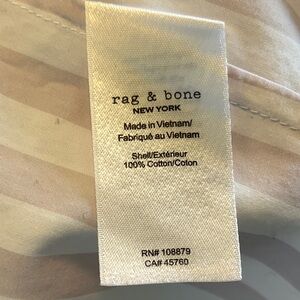 rag & bone
NEW YORK
Made in Vietnam/
Fabriqué au Vietnam
Shell/Extérieur
100% Cotton/Coton
RN# 108879
CA# 45760